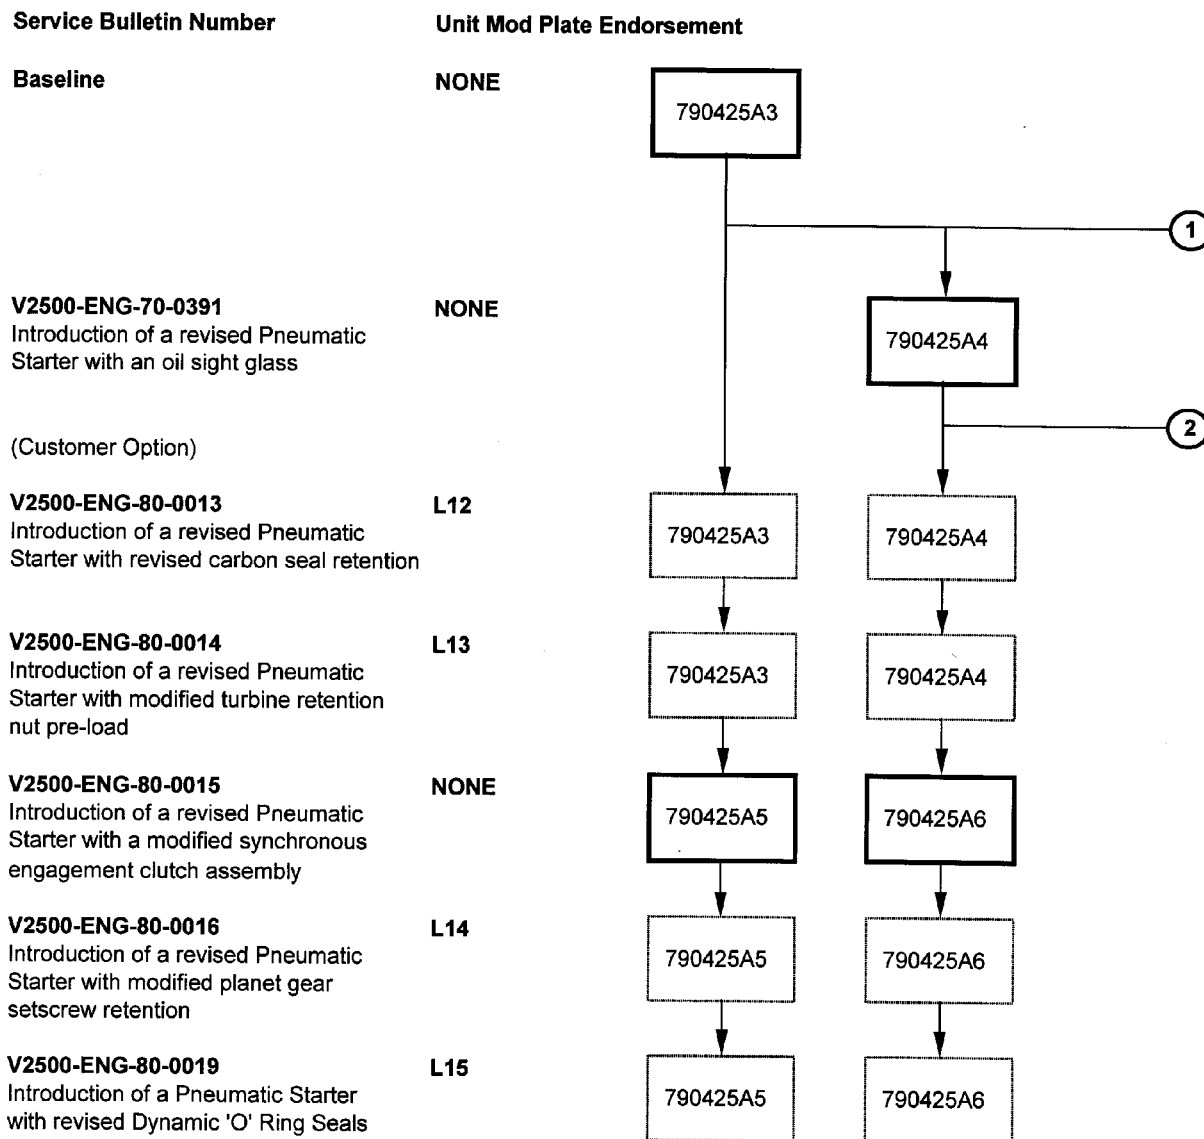 Service Bulletin Number
Unit Mod Plate Endorsement
Baseline
NONE
790425A3
1
V2500-ENG-70-0391
NONE
Introduction of a revised Pneumatic
Starter with an oil sight glass
790425A4
2
(Customer Option)
V2500-ENG-80-0013
L12
Introduction of a revised Pneumatic
Starter with revised carbon seal retention
790425A3
790425A4
V2500-ENG-80-0014
L13
Introduction of a revised Pneumatic
Starter with modified turbine retention
nut pre-load
790425A3
790425A4
V2500-ENG-80-0015
NONE
Introduction of a revised Pneumatic
Starter with a modified synchronous
engagement clutch assembly
790425A5
790425A6
V2500-ENG-80-0016
L14
Introduction of a revised Pneumatic
Starter with modified planet gear
setscrew retention
790425A5
790425A6
V2500-ENG-80-0019
L15
Introduction of a Pneumatic Starter
with revised Dynamic 'O' Ring Seals
790425A5
790425A6